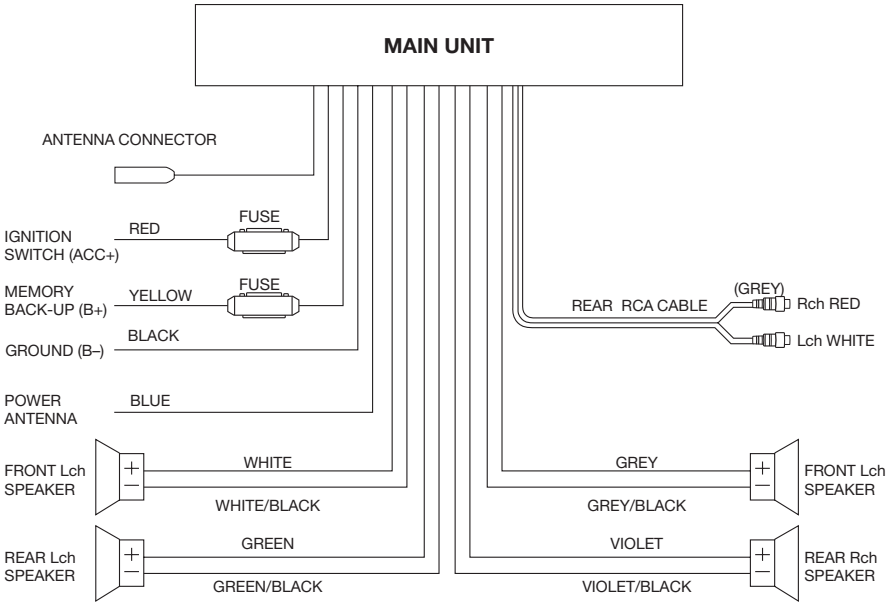 MAIN UNIT
ANTENNA CONNECTOR
IGNITION
SWITCH (ACC+)
RED
FUSE
MEMORY
BACK-UP (B+)
YELLOW
FUSE
GROUND (B–)
BLACK
POWER
ANTENNA
BLUE
REAR RCA CABLE
(GREY)
Rch RED
Lch WHITE
FRONT Lch
SPEAKER
+
–
WHITE
WHITE/BLACK
GREY
GREY/BLACK
+
–
FRONT Lch
SPEAKER
REAR Lch
SPEAKER
+
–
GREEN
GREEN/BLACK
VIOLET
VIOLET/BLACK
+
–
REAR Rch
SPEAKER